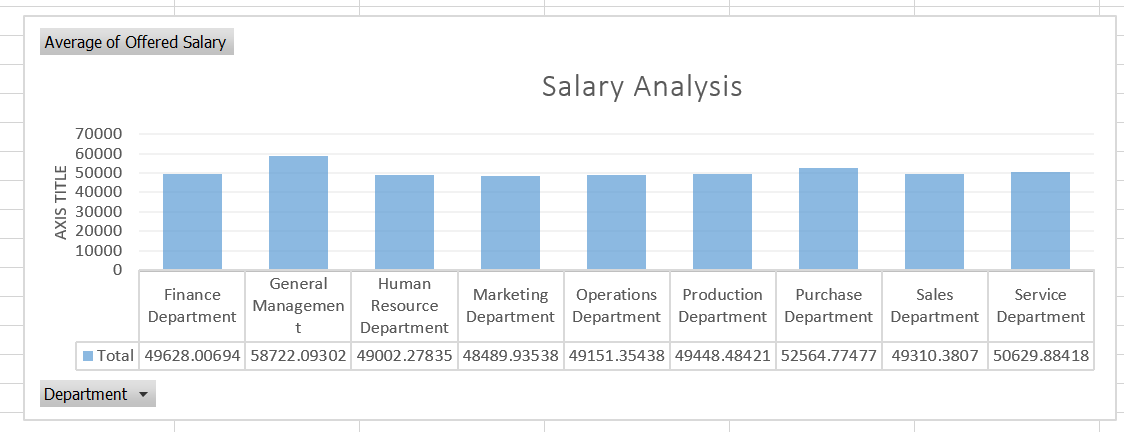 Average of Offered Salary
Salary Analysis
AXIS TITLE
70000
60000
50000
40000
30000
20000
10000
0
Finance
Department
General
Managemen
t
Human
Resource
Department
Marketing
Department
Operations
Department
Production
Department
Purchase
Department
Sales
Department
Service
Department
Total 49628.00694 58722.09302 49002.27835 48489.93538 49151.35438 49448.48421 52564.77477 49310.3807 50629.88418
Department